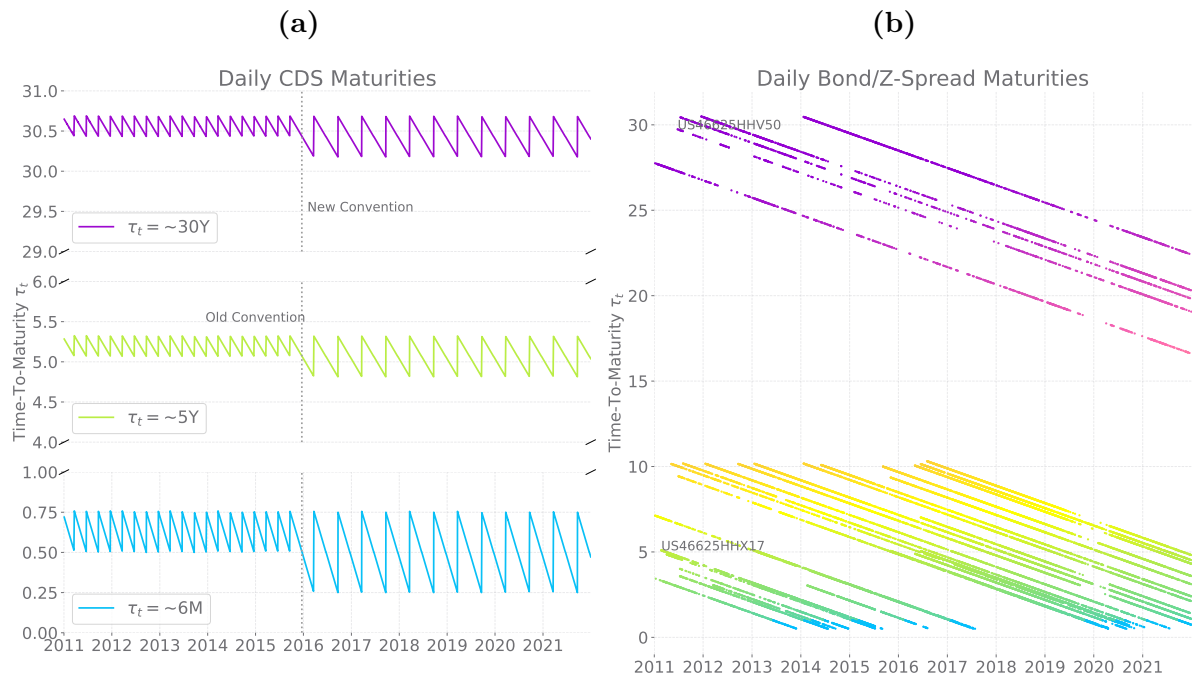 (a)
Daily CDS Maturities
31.0
30.5
30.0
29.5
29.0
New Convention
τt = ~30Y
6.0
5.5
5.0
4.5
4.0
Old Convention
τt = ~5Y
1.00
0.75
0.50
0.25
0.00
τt = ~6M
Time-To-Maturity τt
2011 2012 2013 2014 2015 2016 2017 2018 2019 2020 2021
(b)
Daily Bond/Z-Spread Maturities
30
25
20
15
10
5
0
US46625HHV50
US46625HHX17
Time-To-Maturity τt
2011 2012 2013 2014 2015 2016 2017 2018 2019 2020 2021